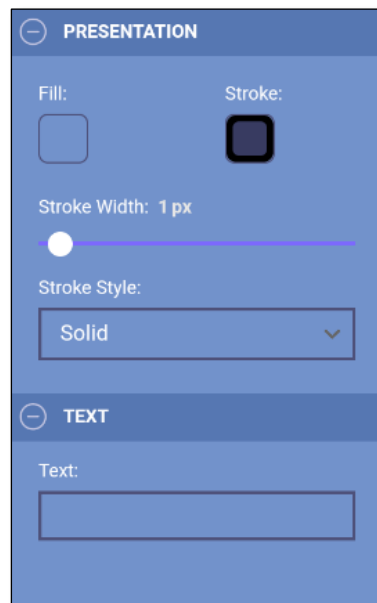 PRESENTATION
Fill: Stroke:
Stroke Width: 1 px
Stroke Style:
Solid
TEXT
Text: